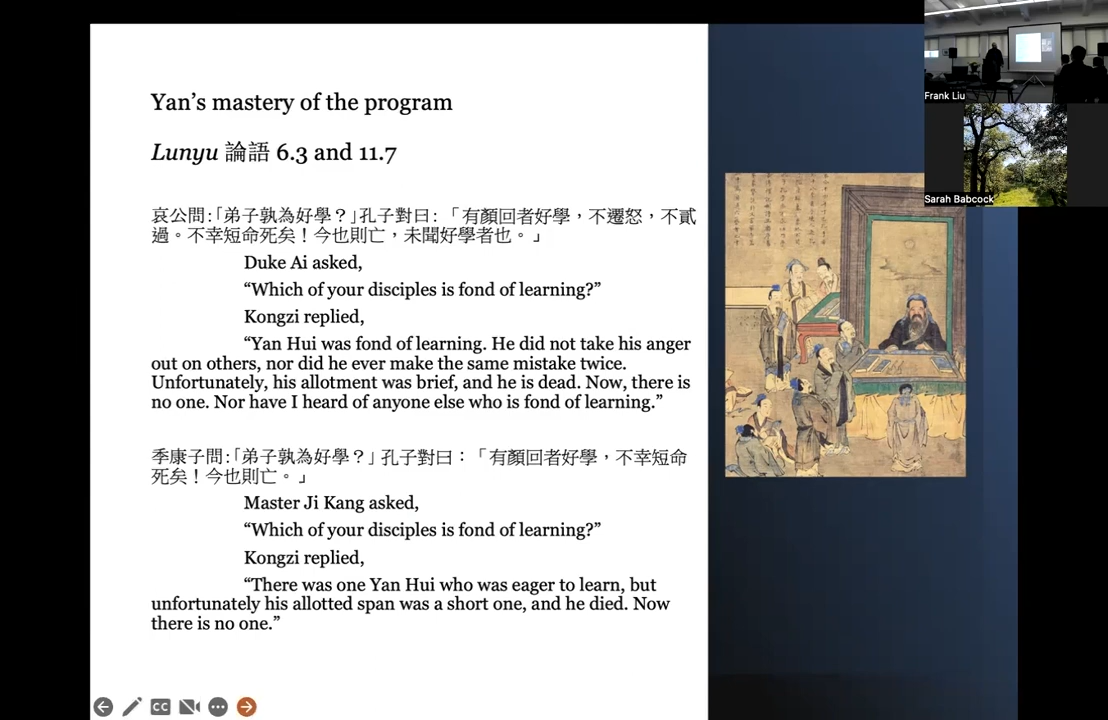 Yan’s mastery of the program
Lunyu 論語 6.3 and 11.7
哀公問:「弟子孰為好學？」孔子對曰: 「有顏回者好學，不遷怒，不貳
過。不幸短命死矣！今也則亡，未聞好學者也。」
Duke Ai asked,
“Which of your disciples is fond of learning?”
Kongzi replied,
“Yan Hui was fond of learning. He did not take his anger
out on others, nor did he ever make the same mistake twice.
Unfortunately, his allotment was brief, and he is dead. Now, there is
no one. Nor have I heard of anyone else who is fond of learning.”
季康子問:「弟子孰為好學？」孔子對曰：「有顏回者好學，不幸短命
死矣！今也則亡。」
Master Ji Kang asked,
“Which of your disciples is fond of learning?”
Kongzi replied,
“There was one Yan Hui who was eager to learn, but
unfortunately his allotted span was a short one, and he died. Now
there is no one.”
Frank Liu
Sarah Babcock
CC